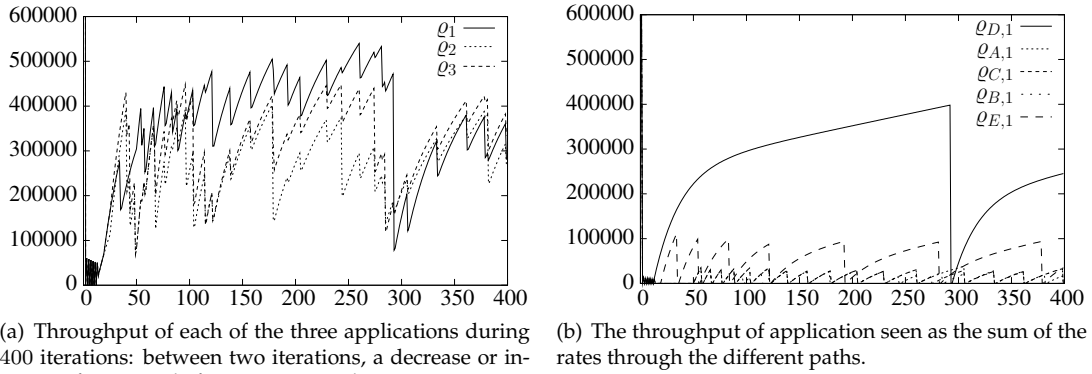 600000
500000
400000
300000
200000
100000
0
ϱ1
ϱ2
ϱ3
0 50 100 150 200 250 300 350 400
(a) Throughput of each of the three applications during
400 iterations: between two iterations, a decrease or in-
600000
500000
400000
300000
200000
100000
0
ϱD,1
ϱA,1
ϱC,1
ϱB,1
ϱE,1
0 50 100 150 200 250 300 350 400
(b) The throughput of application seen as the sum of the
rates through the different paths.